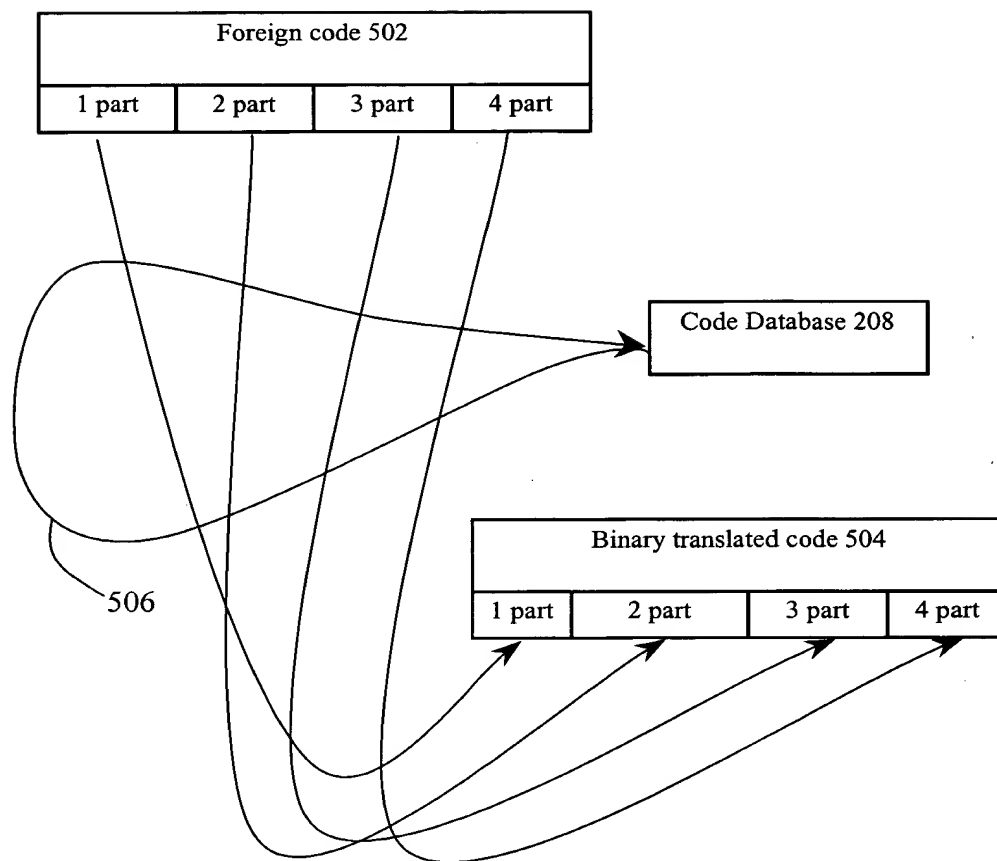 Foreign code 502
1 part 2 part 3 part 4 part
Code Database 208
Binary translated code 504
1 part 2 part 3 part 4 part
506